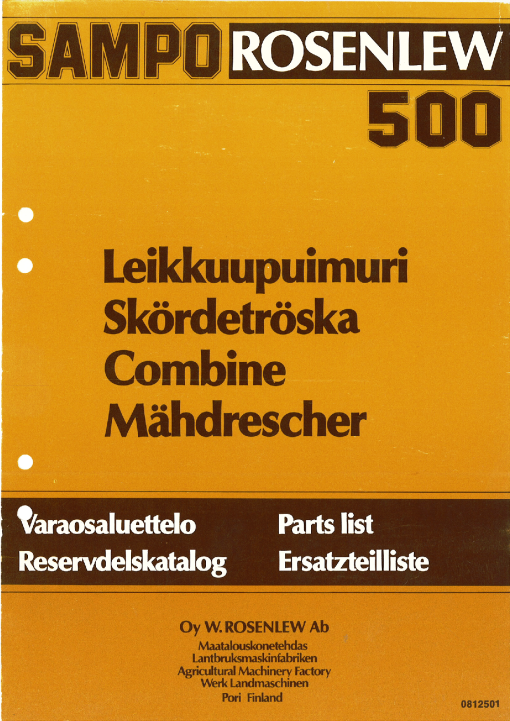 SAMPO ROSENLEW
500
Leikkuupuimuri
Skördetröska
Combine
Mähdrescher
Varaosaluettelo Parts list
Reservdelskatalog Ersatzteilliste
Oy W. ROSENLEW Ab
Maatalouskonetehdas
Lantbruksmaskinfabriken
Agricultural Machinery Factory
Werk Landmaschinen
Pori Finland
0812501